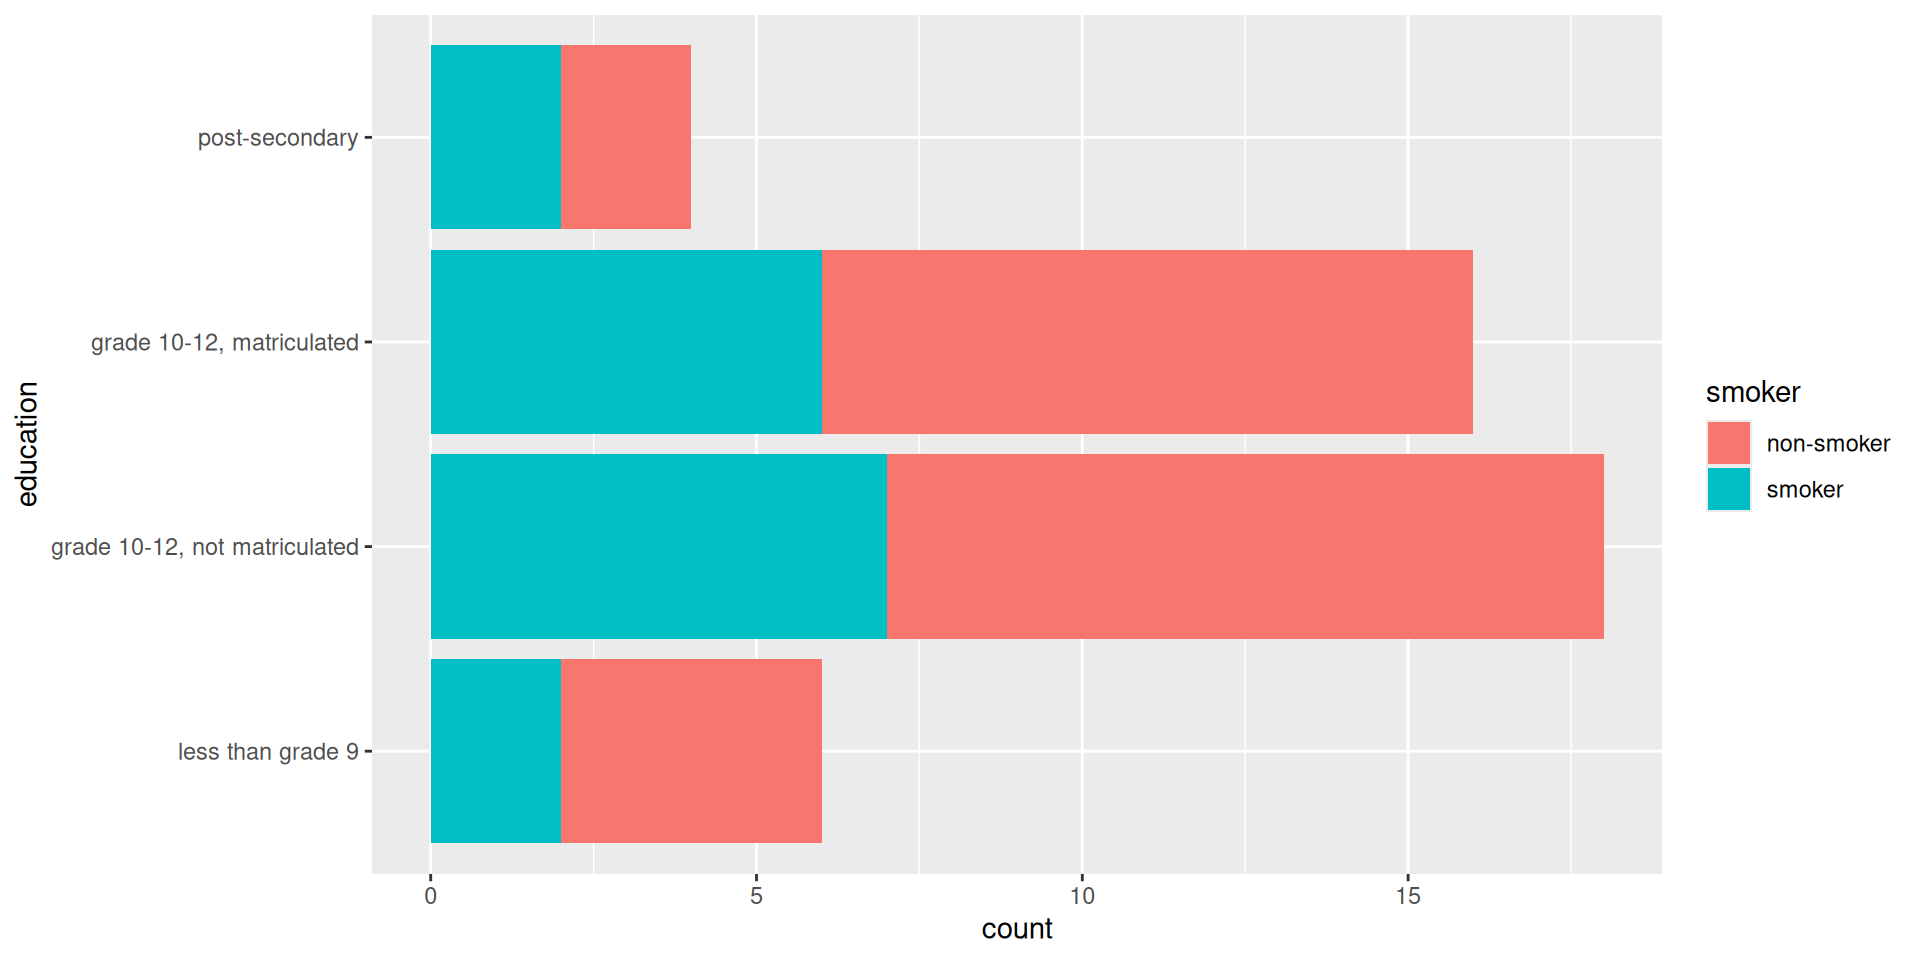 post-secondary
grade 10-12, matriculated
grade 10-12, not matriculated
less than grade 9
education
0 5 10 15
count
smoker
non-smoker
smoker